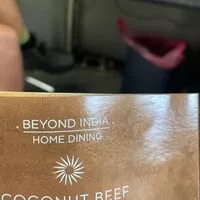 . BEYOND INDIA .
HOME DINING
COCONUT BEEF